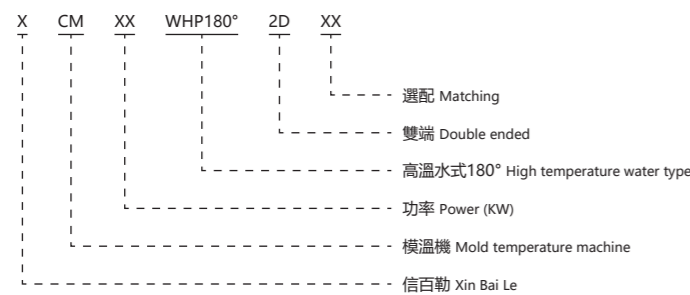 X CM XX WHP180° 2D XX
選配 Matching
雙端 Double ended
高溫水式180° High temperature water type
功率 Power (KW)
模溫機 Mold temperature machine
信百勒 Xin Bai Le